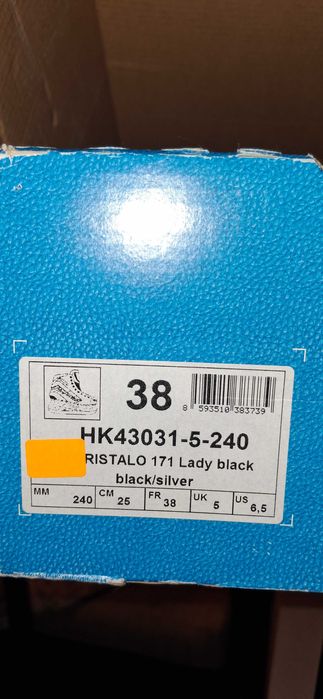 38
8 593510 383739
HK43031-5-240
RISTALO 171 Lady black
black/silver
MM 240 CM 25 FR 38 UK 5 US 6,5